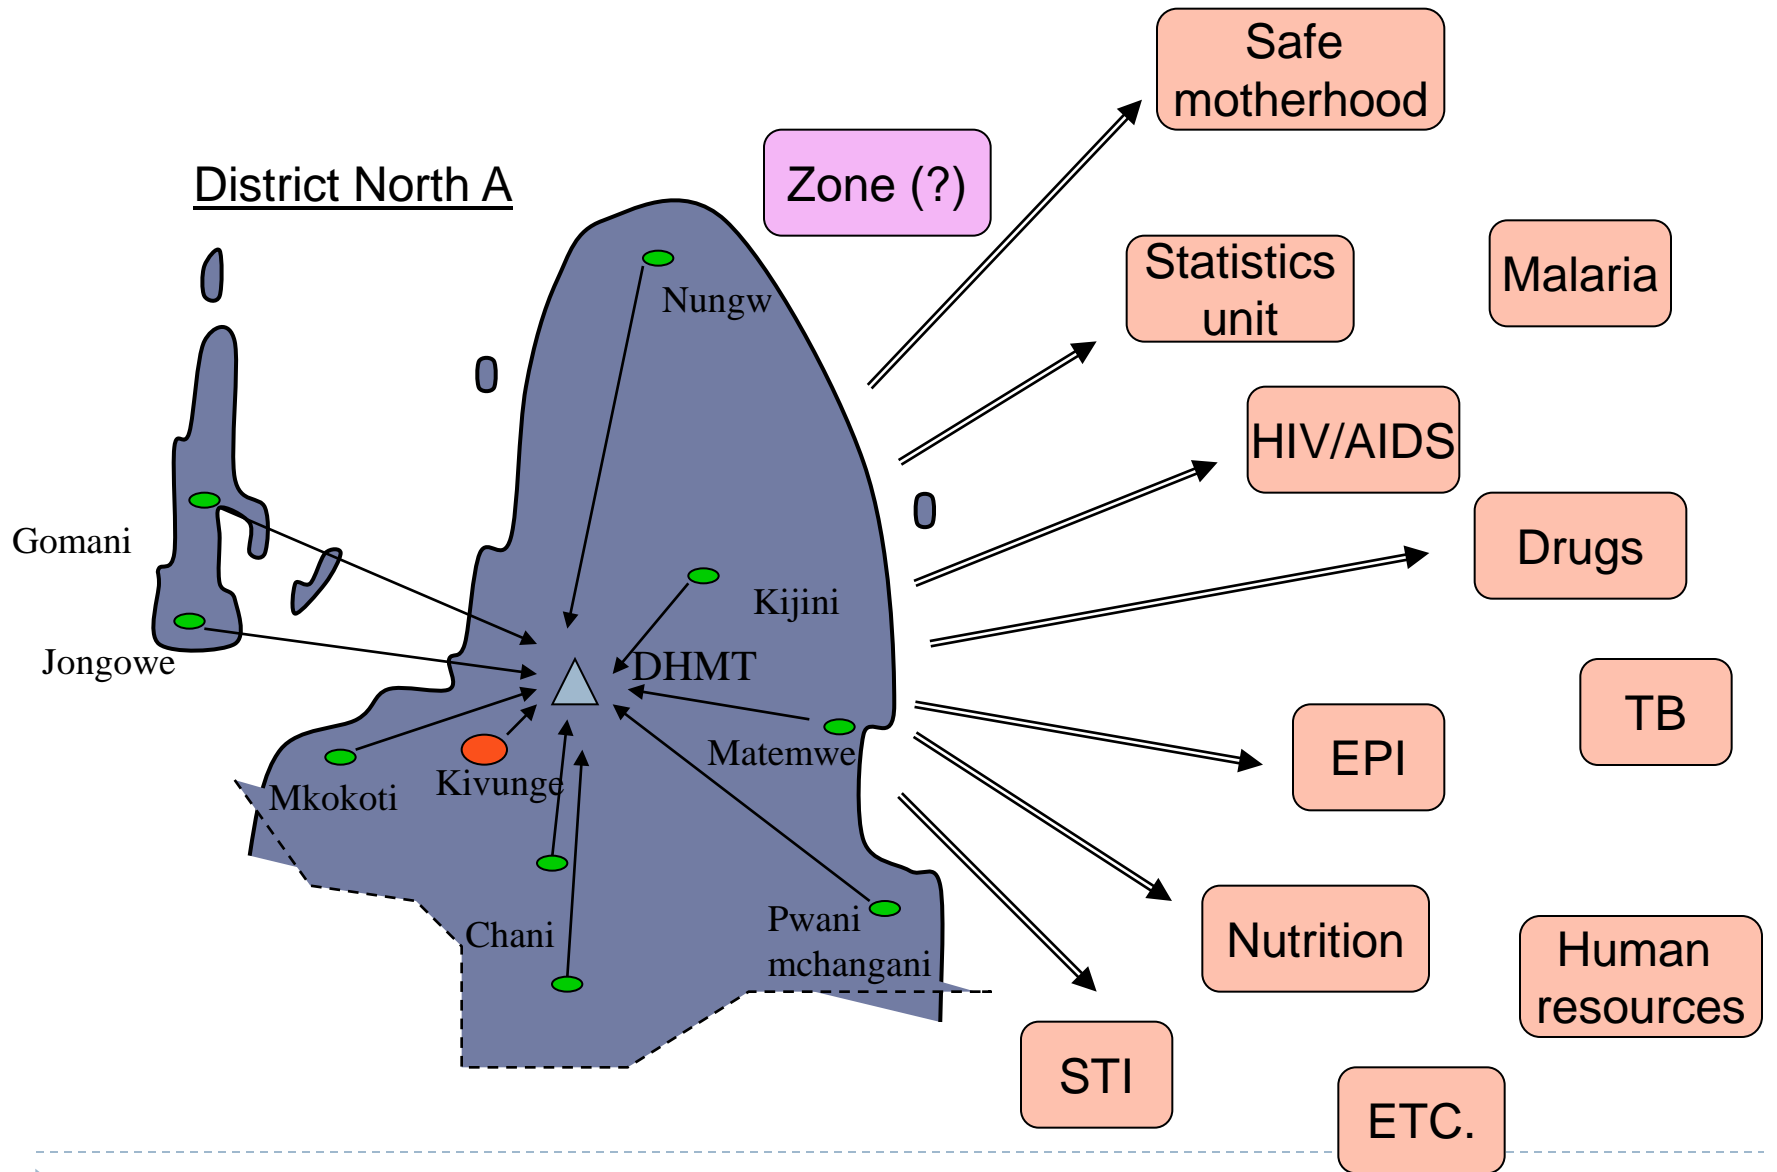 Safe
motherhood
Zone (?)
District North A
Statistics
unit
Malaria
Nungw
HIV/AIDS
Drugs
Gomani
Kijini
Jongowe
DHMT
TB
Matemwe
EPI
Kivunge
Mkokoti
Pwani
mchangani
Chani
Nutrition
Human
resources
STI
ETC.